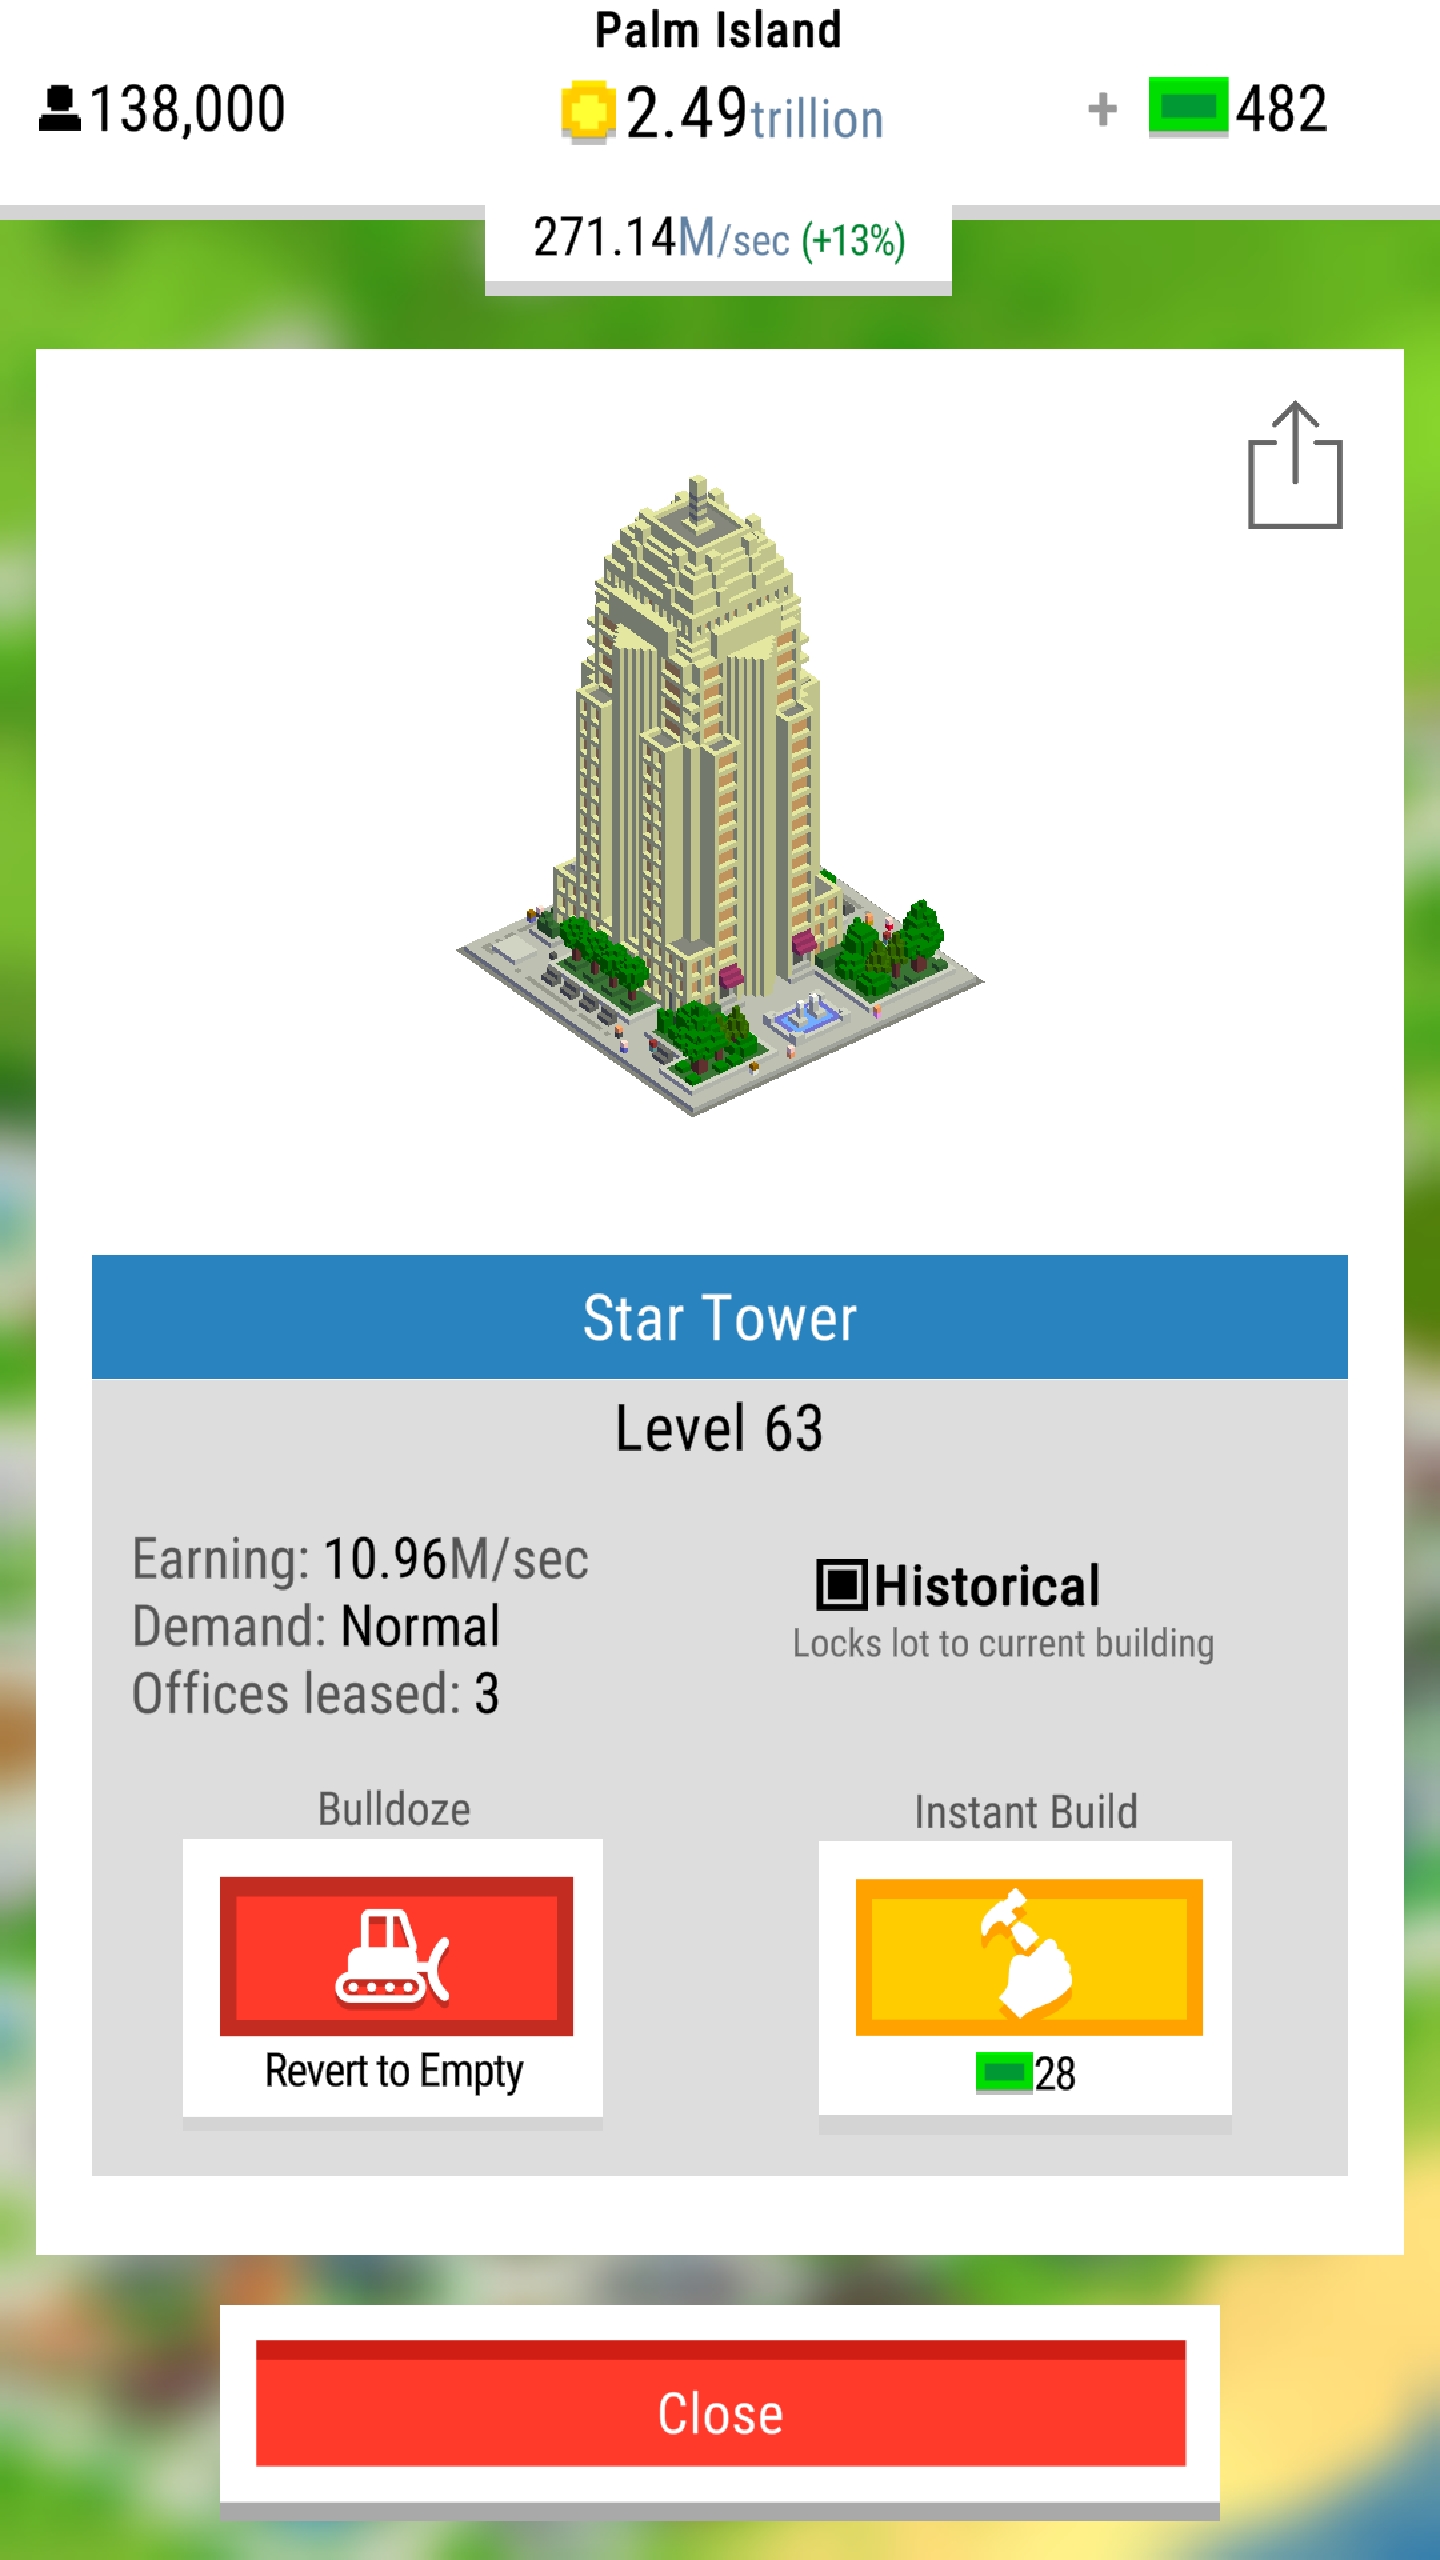 Palm Island
138,000
2.49trillion
+ 482
271.14M/sec (+13%)
Star Tower
Level 63
Earning: 10.96M/sec
Demand: Normal
Offices leased: 3
Historical
Locks lot to current building
Bulldoze
Revert to Empty
Instant Build
28
Close